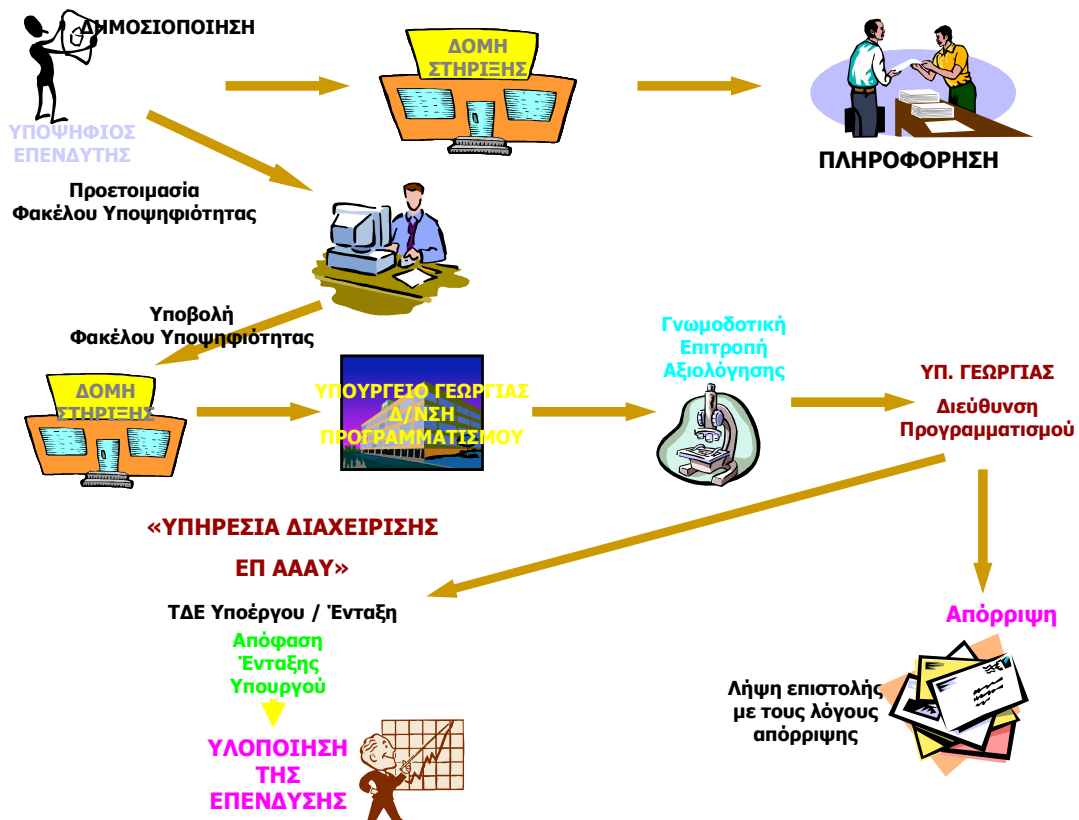 ΔΗΜΟΣΙΟΠΟΙΗΣΗ
ΔΟΜΗ
ΣΤΗΡΙΞΗΣ
ΥΠΟΨΗΦΙΟΣ
ΕΠΕΝΔΥΤΗΣ
ΠΛΗΡΟΦΟΡΗΣΗ
Προετοιμασία
Φακέλου Υποψηφιότητας
Υποβολή
Φακέλου Υποψηφιότητας
ΔΟΜΗ
ΣΤΗΡΙΞΗΣ
ΥΠΟΥΡΓΕΙΟ ΓΕΩΡΓΙΑΣ
Δ/ΝΣΗ
ΠΡΟΓΡΑΜΜΑΤΙΣΜΟΥ
Γνωμοδοτική
Επιτροπή
Αξιολόγησης
ΥΠ. ΓΕΩΡΓΙΑΣ
Διεύθυνση
Προγραμματισμού
«ΥΠΗΡΕΣΙΑ ΔΙΑΧΕΙΡΙΣΗΣ
ΕΠ ΑΑΑΥ»
ΤΔΕ Υποέργου / Ένταξη
Απόφαση
Ένταξης
Υπουργού
ΥΛΟΠΟΙΗΣΗ
ΤΗΣ
ΕΠΕΝΔΥΣΗΣ
Απόρριψη
Λήψη επιστολής
με τους λόγους
απόρριψης